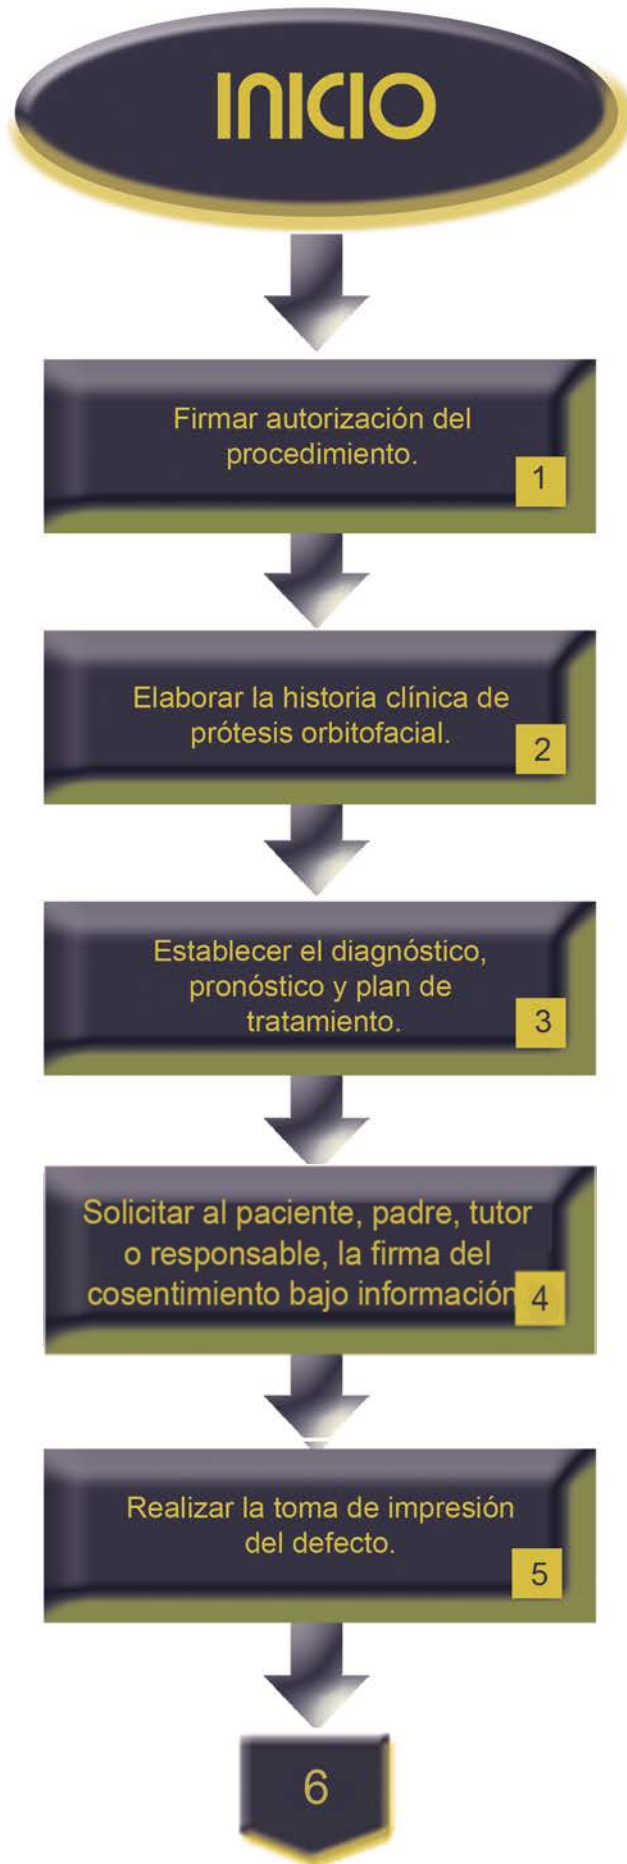 INICIO
Firmar autorización del
procedimiento.
1
Elaborar la historia clínica de
prótesis orbitofacial.
2
Establecer el diagnóstico,
pronóstico y plan de
tratamiento.
3
Solicitar al paciente, padre, tutor
o responsable, la firma del
cosentimiento bajo información
4
Realizar la toma de impresión
del defecto.
5
6